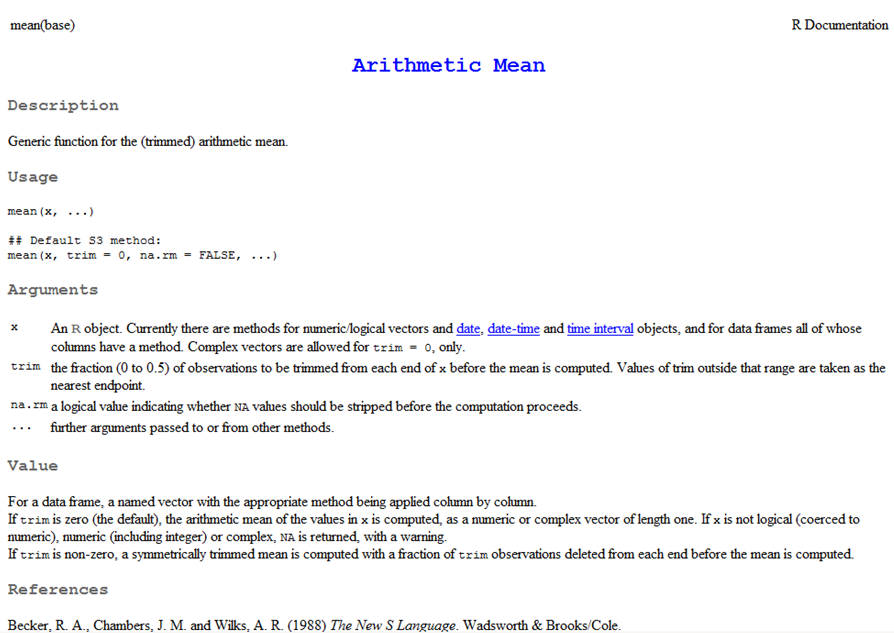 mean(base)
R Documentation
Arithmetic Mean
Description
Generic function for the (trimmed) arithmetic mean.
Usage
mean(x, ...)
## Default S3 method:
mean(x, trim = 0, na.rm = FALSE, ...)
Arguments
x An R object. Currently there are methods for numeric/logical vectors and date, date-time and time interval objects, and for data frames all of whose
columns have a method. Complex vectors are allowed for trim = 0, only.
trim the fraction (0 to 0.5) of observations to be trimmed from each end of x before the mean is computed. Values of trim outside that range are taken as the
nearest endpoint.
na.rm a logical value indicating whether NA values should be stripped before the computation proceeds.
... further arguments passed to or from other methods.
Value
For a data frame, a named vector with the appropriate method being applied column by column.
If trim is zero (the default), the arithmetic mean of the values in x is computed, as a numeric or complex vector of length one. If x is not logical (coerced to
numeric), numeric (including integer) or complex, NA is returned, with a warning.
If trim is non-zero, a symmetrically trimmed mean is computed with a fraction of trim observations deleted from each end before the mean is computed.
References
Becker, R. A., Chambers, J. M. and Wilks, A. R. (1988) The New S Language. Wadsworth & Brooks/Cole.